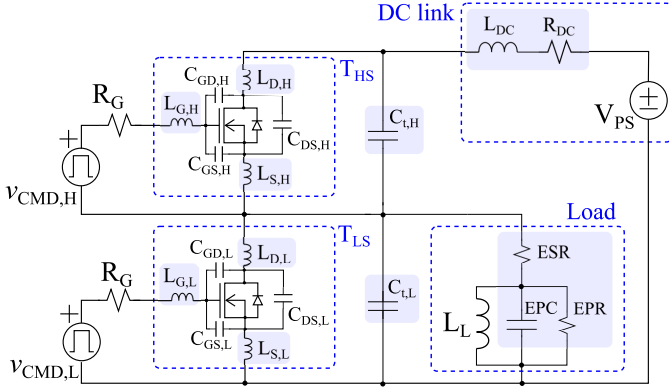 DC link
L_DC
R_DC
V_PS
C_GD,H
L_D,H
T_HS
R_G
L_G,H
C_DS,H
C_t,H
C_GS,H
L_S,H
v_CMD,H
T_LS
Load
C_GD,L
L_D,L
ESR
R_G
L_G,L
C_DS,L
C_t,L
L_L
EPC
EPR
C_GS,L
L_S,L
v_CMD,L